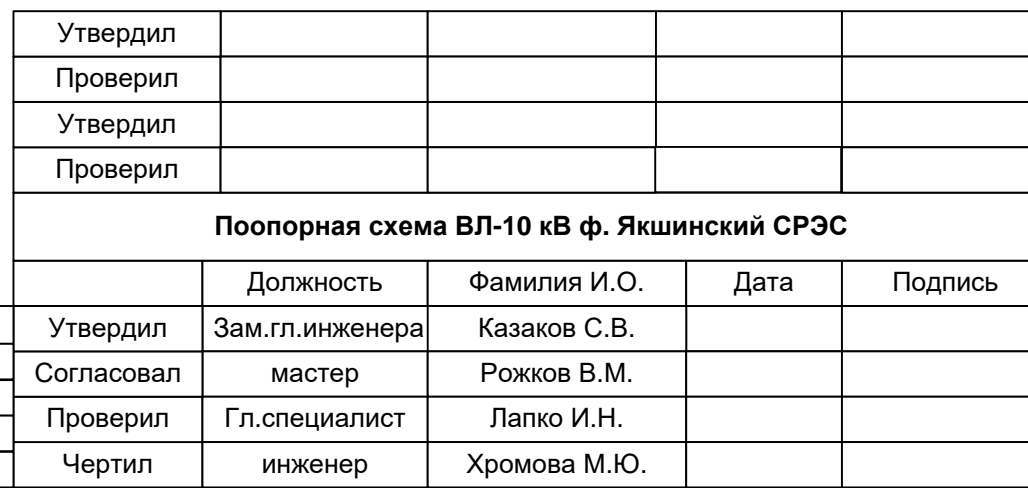 Утвердил
Проверил
Утвердил
Проверил
Поопорная схема ВЛ-10 кВ ф. Якшинский СРЭС
Должность Фамилия И.О. Дата Подпись
Утвердил Зам.гл.инженера Казаков С.В.
Согласовал мастер Рожков В.М.
Проверил Гл.специалист Лапко И.Н.
Чертил инженер Хромова М.Ю.